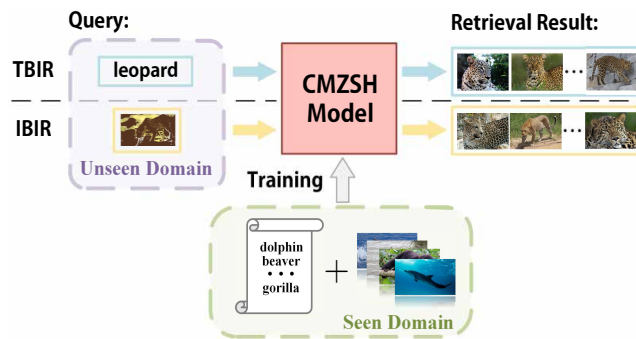 Query:
Retrieval Result:
TBIR
leopard
CMZSH
Model
IBIR
Unseen Domain
Training
dolphin
beaver
• • •
gorilla
+
Seen Domain